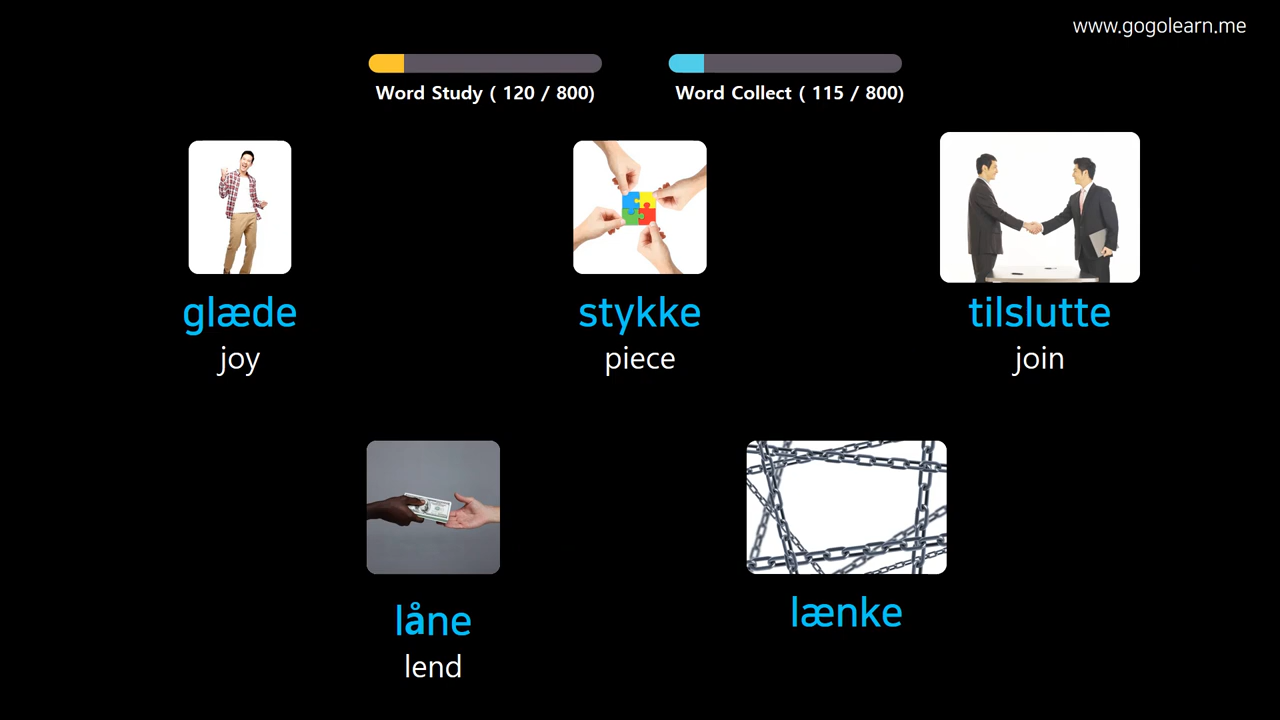 www.gogolearn.me
Word Study ( 120 / 800)
Word Collect ( 115 / 800)
glæde
joy
stykke
piece
tilslutte
join
låne
lend
lænke